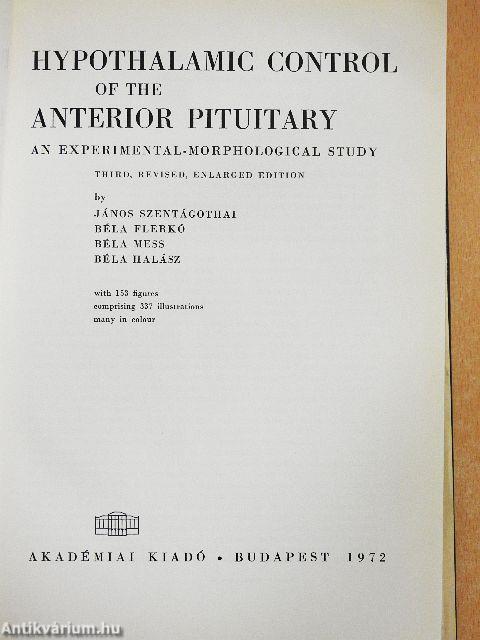 HYPOTHALAMIC CONTROL
OF THE
ANTERIOR PITUITARY
AN EXPERIMENTAL-MORPHOLOGICAL STUDY
THIRD, REVISED, ENLARGED EDITION
by
JÁNOS SZENTÁGOTHAI
BÉLA FLERKÓ
BÉLA MESS
BÉLA HALÁSZ
with 153 figures
comprising 337 illustrations
many in colour
AKADÉMIAI KIADÓ • BUDAPEST 1972
Antikvárium.hu